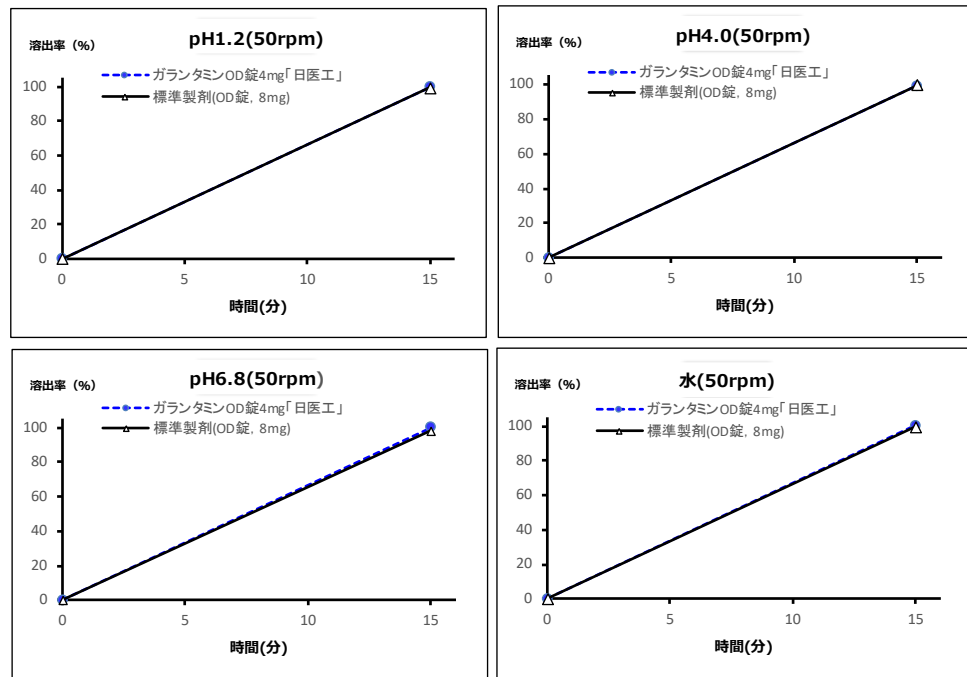 pH1.2(50rpm)
溶出率（%）
ガランタミンOD錠4mg「日医工」
標準製剤(OD錠, 8mg)
100
80
60
40
20
0
0 5 10 15
時間(分)
pH4.0(50rpm)
溶出率（%）
ガランタミンOD錠4mg「日医工」
標準製剤(OD錠, 8mg)
100
80
60
40
20
0
0 5 10 15
時間(分)
pH6.8(50rpm)
溶出率（%）
ガランタミンOD錠4mg「日医工」
標準製剤(OD錠, 8mg)
100
80
60
40
20
0
0 5 10 15
時間(分)
水(50rpm)
溶出率（%）
ガランタミンOD錠4mg「日医工」
標準製剤(OD錠, 8mg)
100
80
60
40
20
0
0 5 10 15
時間(分)